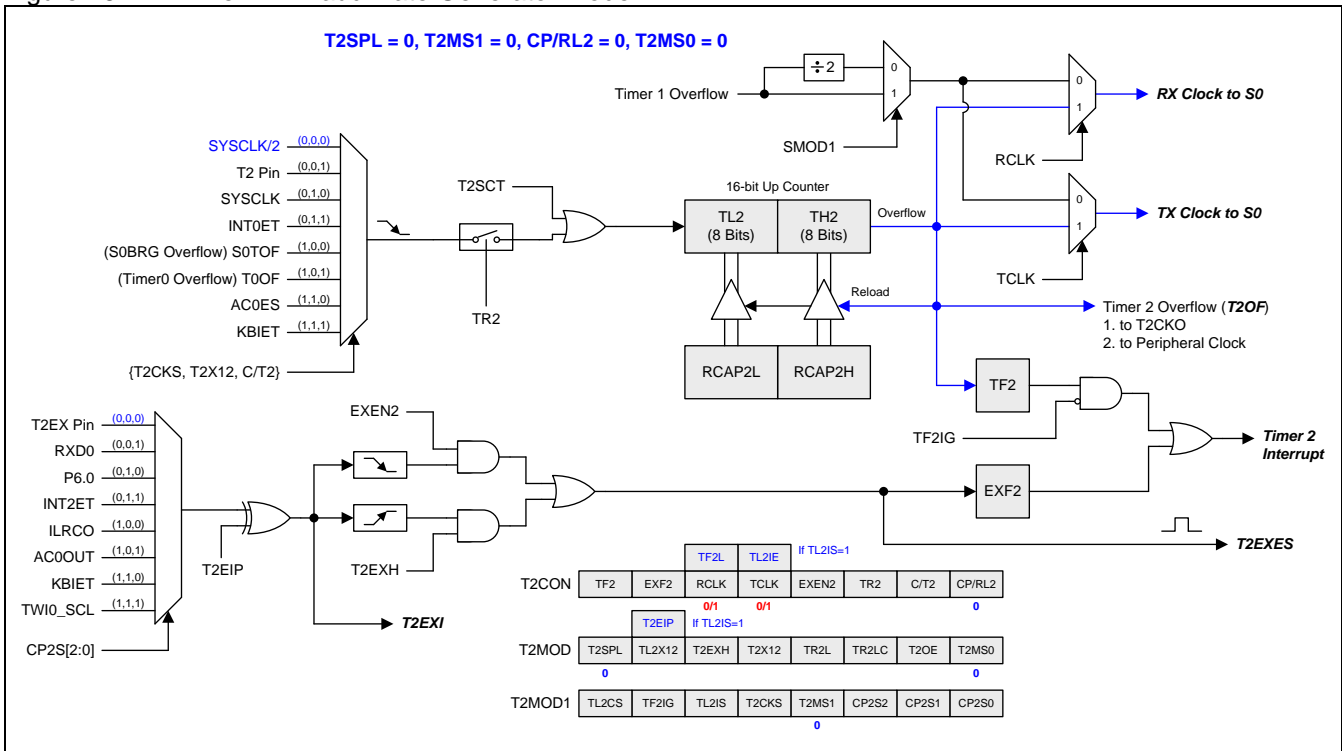 T2SPL = 0, T2MS1 = 0, CP/RL2 = 0, T2MS0 = 0
Timer 1 Overflow
÷ 2
0
1
SMOD1
0
1
RX Clock to S0
RCLK
0
1
TX Clock to S0
TCLK
SYSCLK/2 (0,0,0)
T2 Pin (0,0,1)
SYSCLK (0,1,0)
INT0ET (0,1,1)
(S0BRG Overflow) S0TOF (1,0,0)
(Timer0 Overflow) T0OF (1,0,1)
AC0ES (1,1,0)
KBIET (1,1,1)
{T2CKS, T2X12, C/T2}
TR2
T2SCT
16-bit Up Counter
TL2
(8 Bits)
TH2
(8 Bits)
Overflow
Reload
RCAP2L
RCAP2H
Timer 2 Overflow (T2OF)
1. to T2CKO
2. to Peripheral Clock
TF2
TF2IG
EXF2
Timer 2
Interrupt
T2EXES
T2EX Pin (0,0,0)
RXD0 (0,0,1)
P6.0 (0,1,0)
INT2ET (0,1,1)
ILRCO (1,0,0)
AC0OUT (1,0,1)
KBIET (1,1,0)
TWI0_SCL (1,1,1)
CP2S[2:0]
T2EIP
EXEN2
T2EXH
T2EXI
TF2L TL2IE If TL2IS=1
T2CON TF2 EXF2 RCLK TCLK EXEN2 TR2 C/T2 CP/RL2
0/1 0/1 0
T2EIP If TL2IS=1
T2MOD T2SPL TL2X12 T2EXH T2X12 TR2L TR2LC T2OE T2MS0
0 0
T2MOD1 TL2CS TF2IG TL2IS T2CKS T2MS1 CP2S2 CP2S1 CP2S0
0